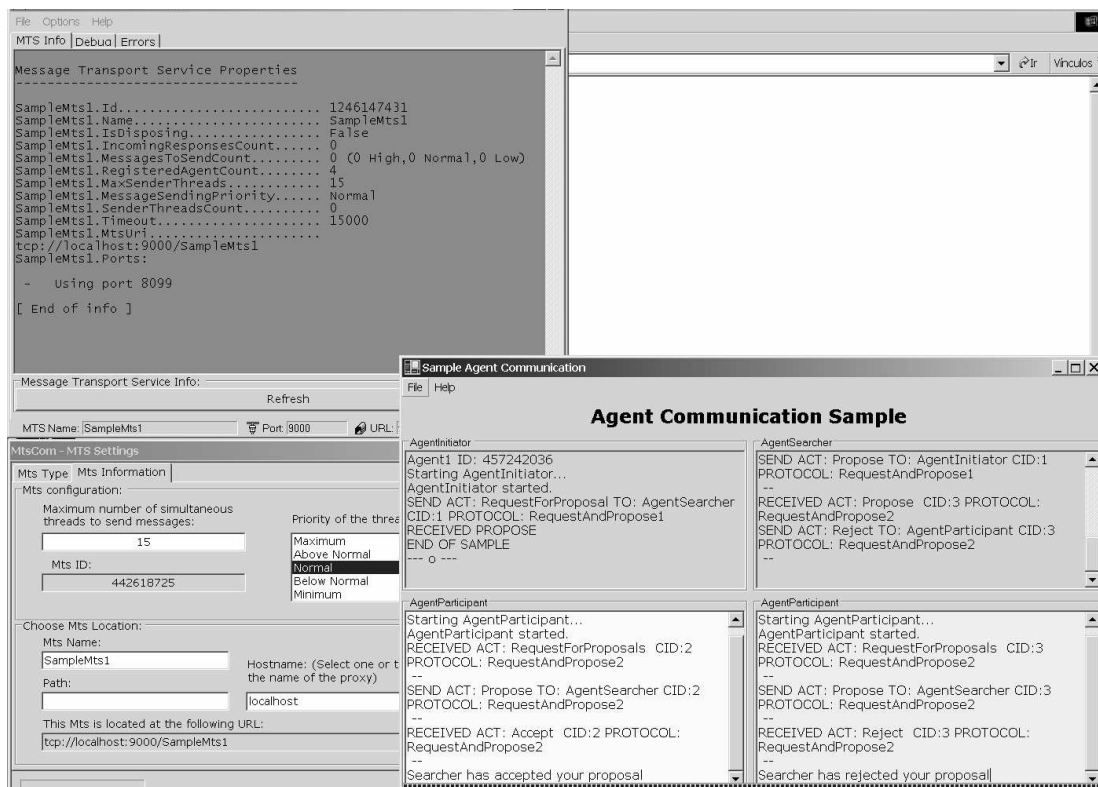 File Options Help
MTS Info Debug Errors
Message Transport Service Properties
-------------------------------------
SampleMts1.Id.......................... 1246147431
SampleMts1.Name........................ SampleMts1
SampleMts1.IsDisposing................. False
SampleMts1.IncomingResponsesCount...... 0
SampleMts1.MessagesToSendCount......... 0 (0 High,0 Normal,0 Low)
SampleMts1.RegisteredAgentCount........ 4
SampleMts1.MaxSenderThreads............ 15
SampleMts1.MessageSendingPriority...... Normal
SampleMts1.SenderThreadsCount.......... 0
SampleMts1.Timeout..................... 15000
SampleMts1.MtsUri......................
tcp://localhost:9000/SampleMts1
SampleMts1.Ports:
- Using port 8099
[ End of info ]
Message Transport Service Info:
Refresh
MTS Name: SampleMts1 Port: 9000 URL:
Ir Vínculos
MtsCom - MTS Settings
Mts Type Mts Information
Mts configuration:
Maximum number of simultaneous
threads to send messages:
15
Mts ID:
442618725
Priority of the threa
Maximum
Above Normal
Normal
Below Normal
Minimum
Choose Mts Location:
Mts Name:
SampleMts1
Path:
Hostname: (Select one or t
the name of the proxy)
localhost
This Mts is located at the following URL:
tcp://localhost:9000/SampleMts1
Sample Agent Communication
File Help
Agent Communication Sample
AgentInitiator
Agent1 ID: 457242036
Starting AgentInitiator...
AgentInitiator started.
SEND ACT: RequestForProposal TO: AgentSearcher
CID:1 PROTOCOL: RequestAndPropose1
RECEIVED PROPOSE
END OF SAMPLE
--- o ---
AgentSearcher
SEND ACT: Propose TO: AgentInitiator CID:1
PROTOCOL: RequestAndPropose1
--
RECEIVED ACT: Propose CID:3 PROTOCOL:
RequestAndPropose2
SEND ACT: Reject TO: AgentParticipant CID:3
PROTOCOL: RequestAndPropose2
--
AgentParticipant
Starting AgentParticipant...
AgentParticipant started.
RECEIVED ACT: RequestForProposals CID:2
PROTOCOL: RequestAndPropose2
--
SEND ACT: Propose TO: AgentSearcher CID:2
PROTOCOL: RequestAndPropose2
--
RECEIVED ACT: Accept CID:2 PROTOCOL:
RequestAndPropose2
--
Searcher has accepted your proposal
AgentParticipant
Starting AgentParticipant...
AgentParticipant started.
RECEIVED ACT: RequestForProposals CID:3
PROTOCOL: RequestAndPropose2
--
SEND ACT: Propose TO: AgentSearcher CID:3
PROTOCOL: RequestAndPropose2
--
RECEIVED ACT: Reject CID:3 PROTOCOL:
RequestAndPropose2
--
Searcher has rejected your proposal